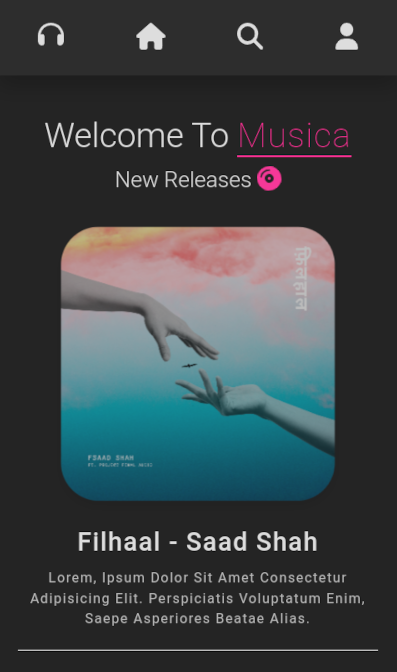 Welcome To Musica
New Releases
फ़िलहाल
FSAAD SHAH
Filhaal - Saad Shah
Lorem, Ipsum Dolor Sit Amet Consectetur
Adipisicing Elit. Perspiciatis Voluptatum Enim,
Saepe Asperiores Beatae Alias.